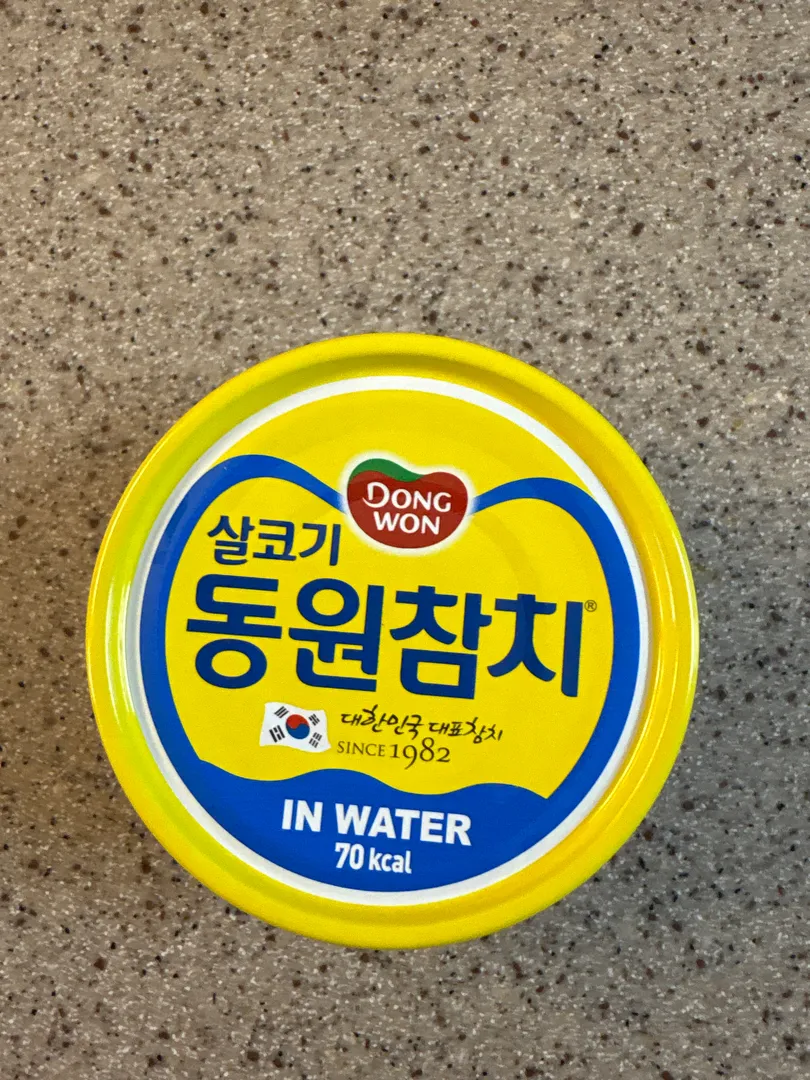 DONG
WON
살코기
동원참치®
대한민국 대표참치
SINCE 1982
IN WATER
70 kcal